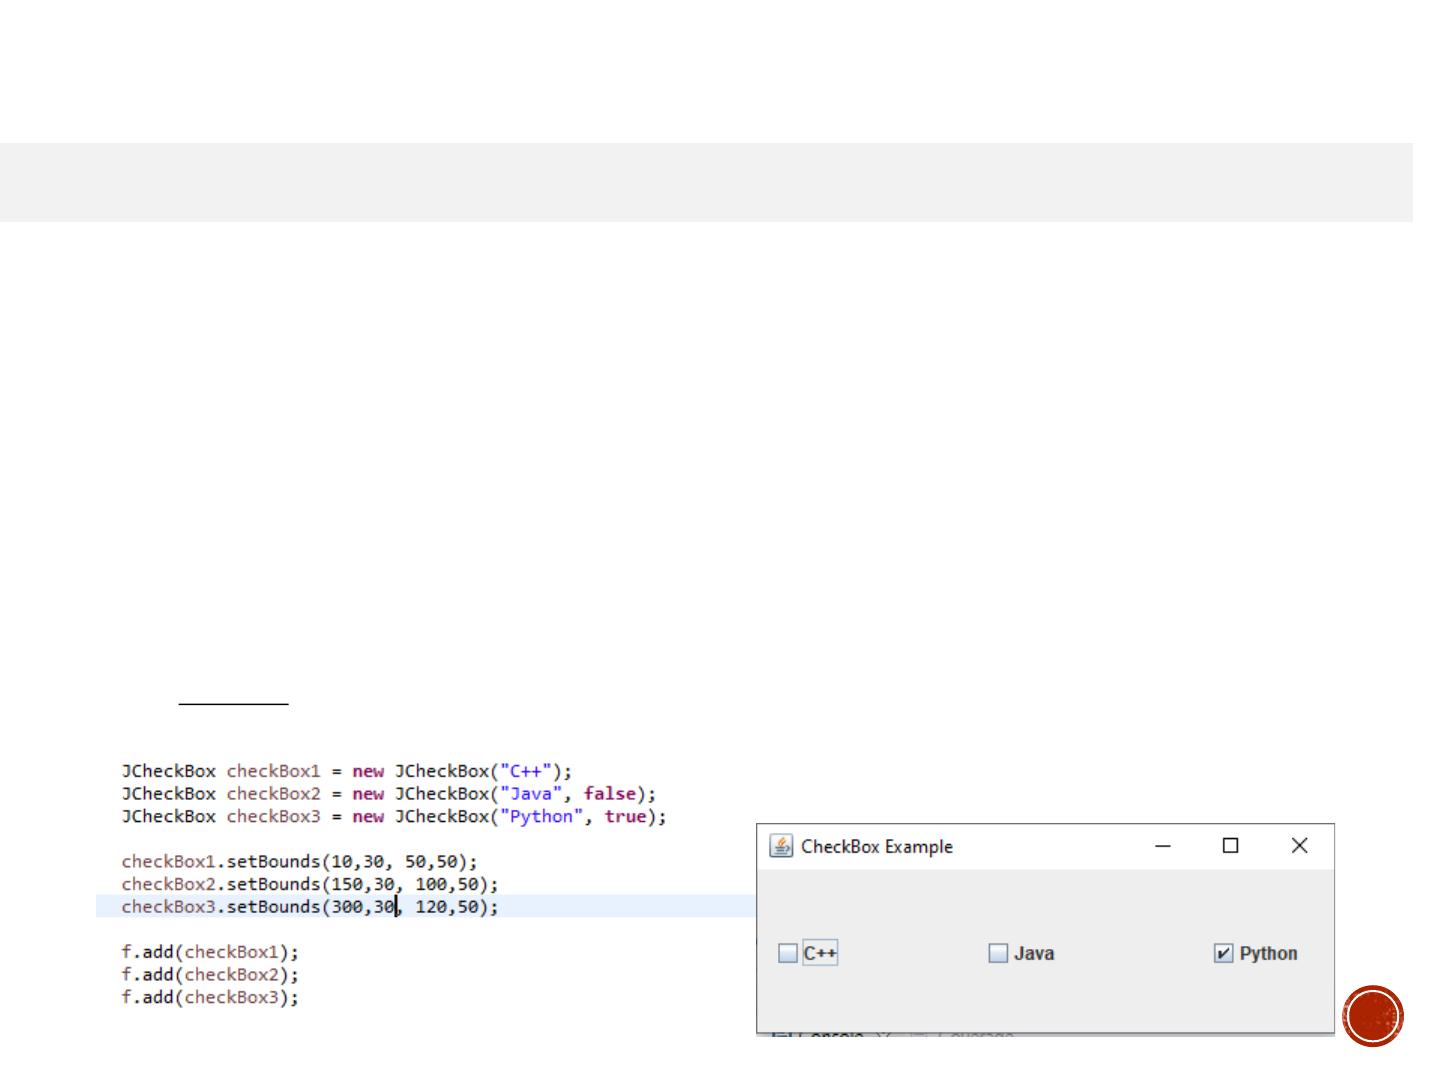 JCheckBox checkBox1 = new JCheckBox("C++");
JCheckBox checkBox2 = new JCheckBox("Java", false);
JCheckBox checkBox3 = new JCheckBox("Python", true);
checkBox1.setBounds(10,30, 50,50);
checkBox2.setBounds(150,30, 100,50);
checkBox3.setBounds(300,30, 120,50);
f.add(checkBox1);
f.add(checkBox2);
f.add(checkBox3);
CheckBox Example
C++ Java Python